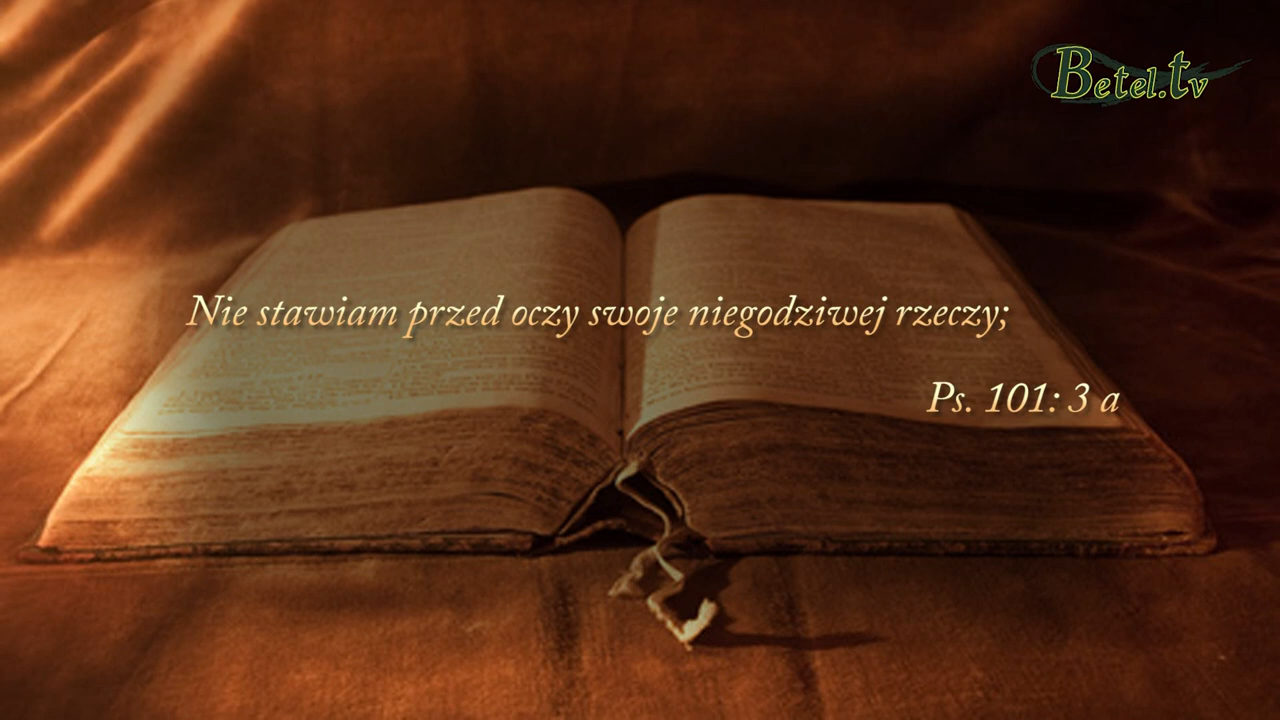 Betel.tv
Nie stawiam przed oczy swoje niegodziwej rzeczy;
Ps. 101: 3 a